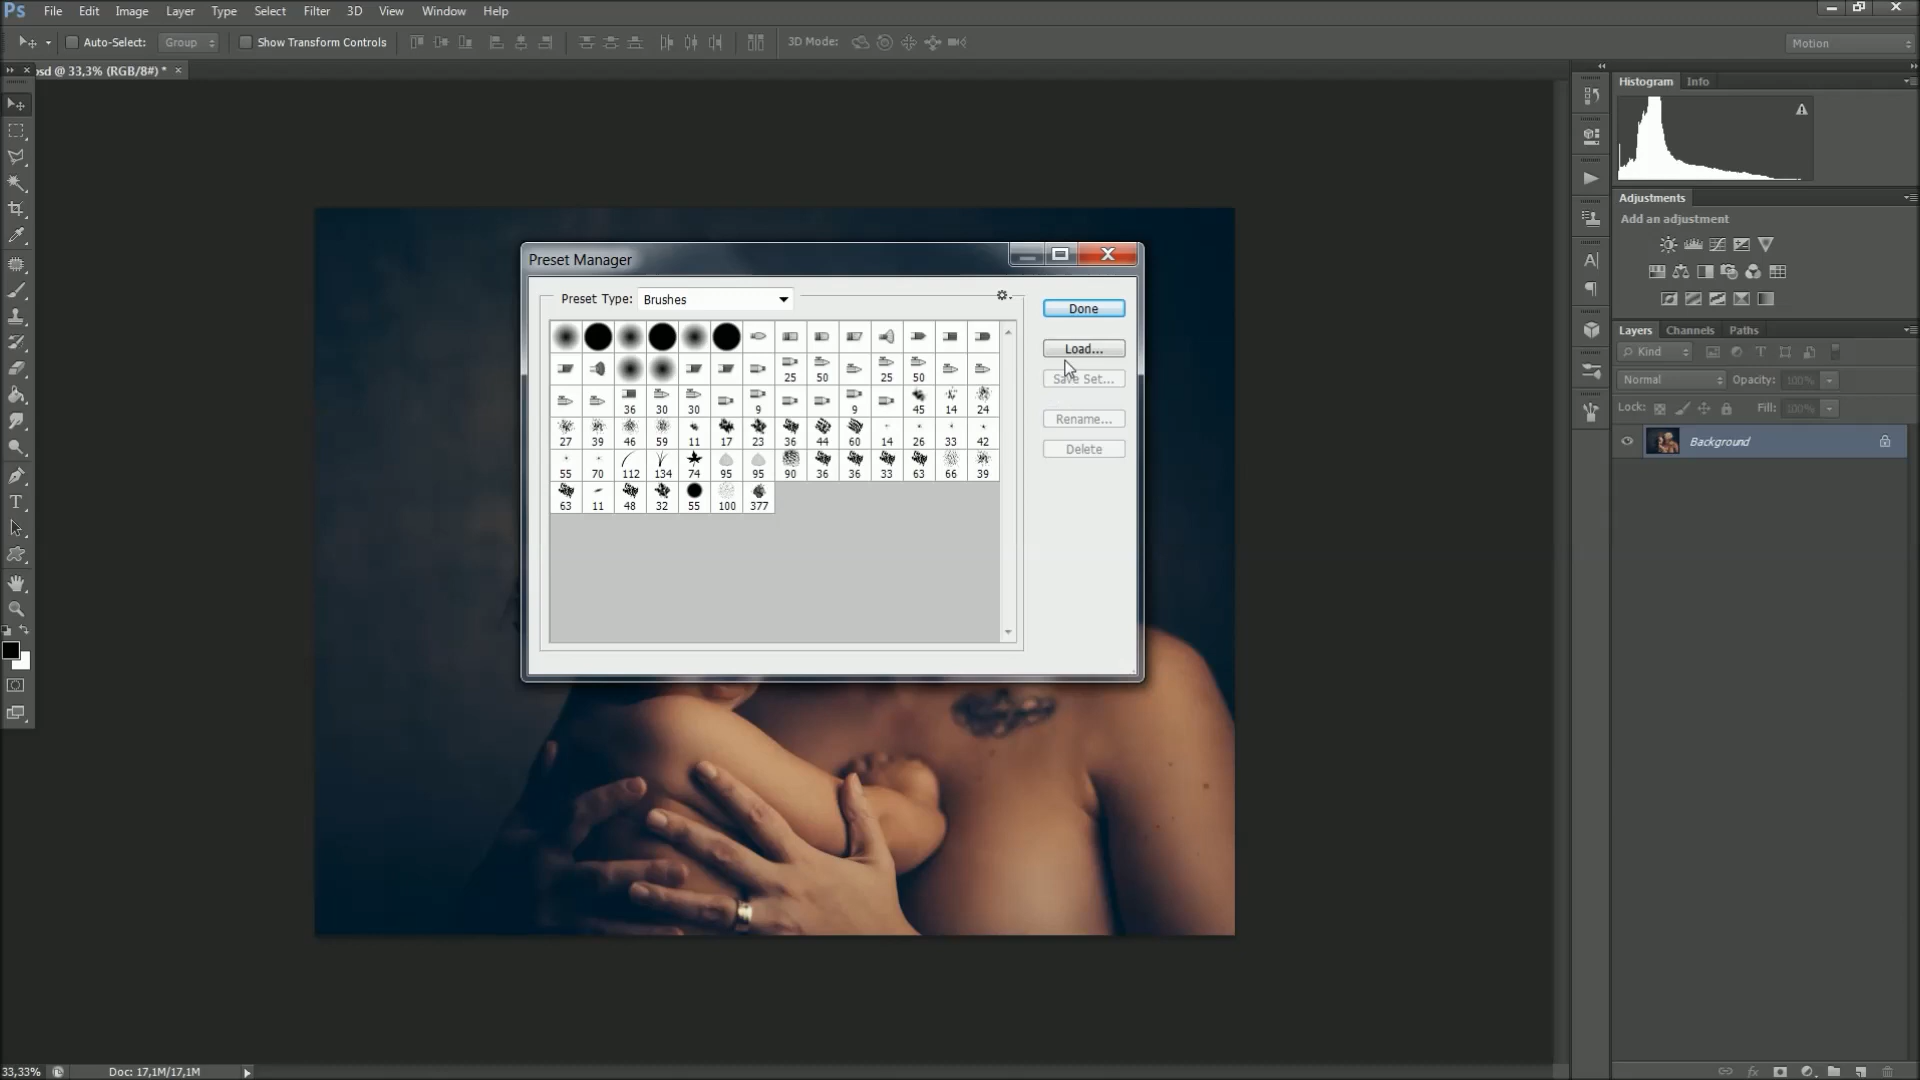 Ps File Edit Image Layer Type Select Filter 3D View Window Help
Auto-Select: Group Show Transform Controls 3D Mode: Motion
psd @ 33,3% (RGB/8#) * ×
Histogram Info
Adjustments
Add an adjustment
Layers Channels Paths
Kind
Normal Opacity: 100%
Lock: Fill: 100%
Background
Preset Manager
Preset Type: Brushes
Done
Load...
Save Set...
Rename...
Delete
25 50 25 50
36 30 30 9 9 45 14 24
27 39 46 59 11 17 23 36 44 60 14 26 33 42
55 70 112 134 74 95 95 90 36 36 33 63 66 39
63 11 48 32 55 100 377
33,33% Doc: 17,1M/17,1M